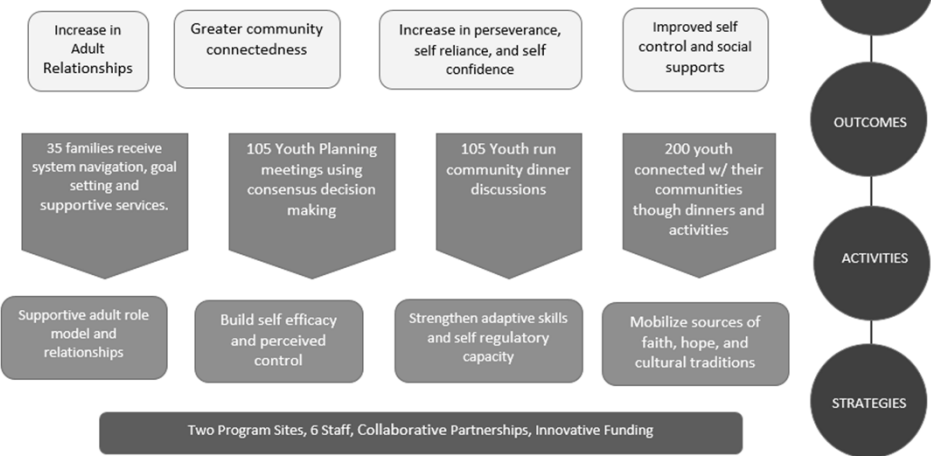 Increase in
Adult
Relationships
Greater community
connectedness
Increase in perseverance,
self reliance, and self
confidence
Improved self
control and social
supports
OUTCOMES
35 families receive
system navigation, goal
setting and
supportive services.
105 Youth Planning
meetings using
consensus decision
making
105 Youth run
community dinner
discussions
200 youth
connected w/ their
communities
though dinners and
activities
ACTIVITIES
Supportive adult role
model and
relationships
Build self efficacy
and perceived
control
Strengthen adaptive skills
and self regulatory
capacity
Mobilize sources of
faith, hope, and
cultural traditions
STRATEGIES
Two Program Sites, 6 Staff, Collaborative Partnerships, Innovative Funding